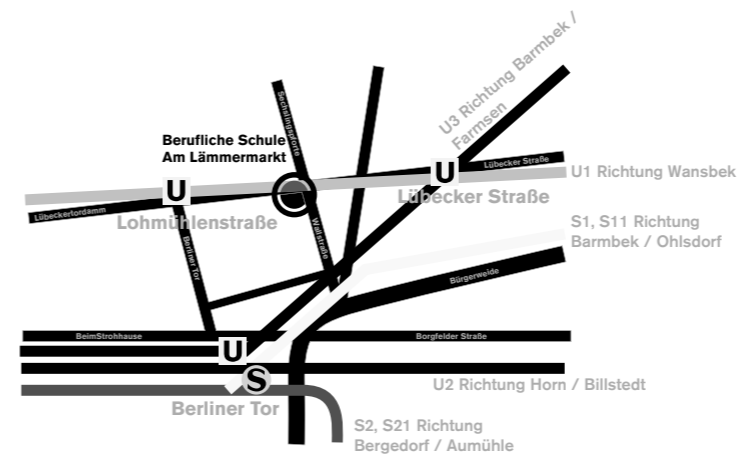 U3 Richtung Barmbek /
Farmsen
Sechslingspforte
Berufliche Schule
Am Lämmermarkt
Lübecker Straße
U
U
U1 Richtung Wansbek
Lübecker Straße
Lübeckertordamm
Lohmühlenstraße
Wallstraße
S1, S11 Richtung
Barmbek / Ohlsdorf
Berliner Tor
Bürgerweide
BeimStrohhause
Borgfelder Straße
U
S
U2 Richtung Horn / Billstedt
Berliner Tor
S2, S21 Richtung
Bergedorf / Aumühle